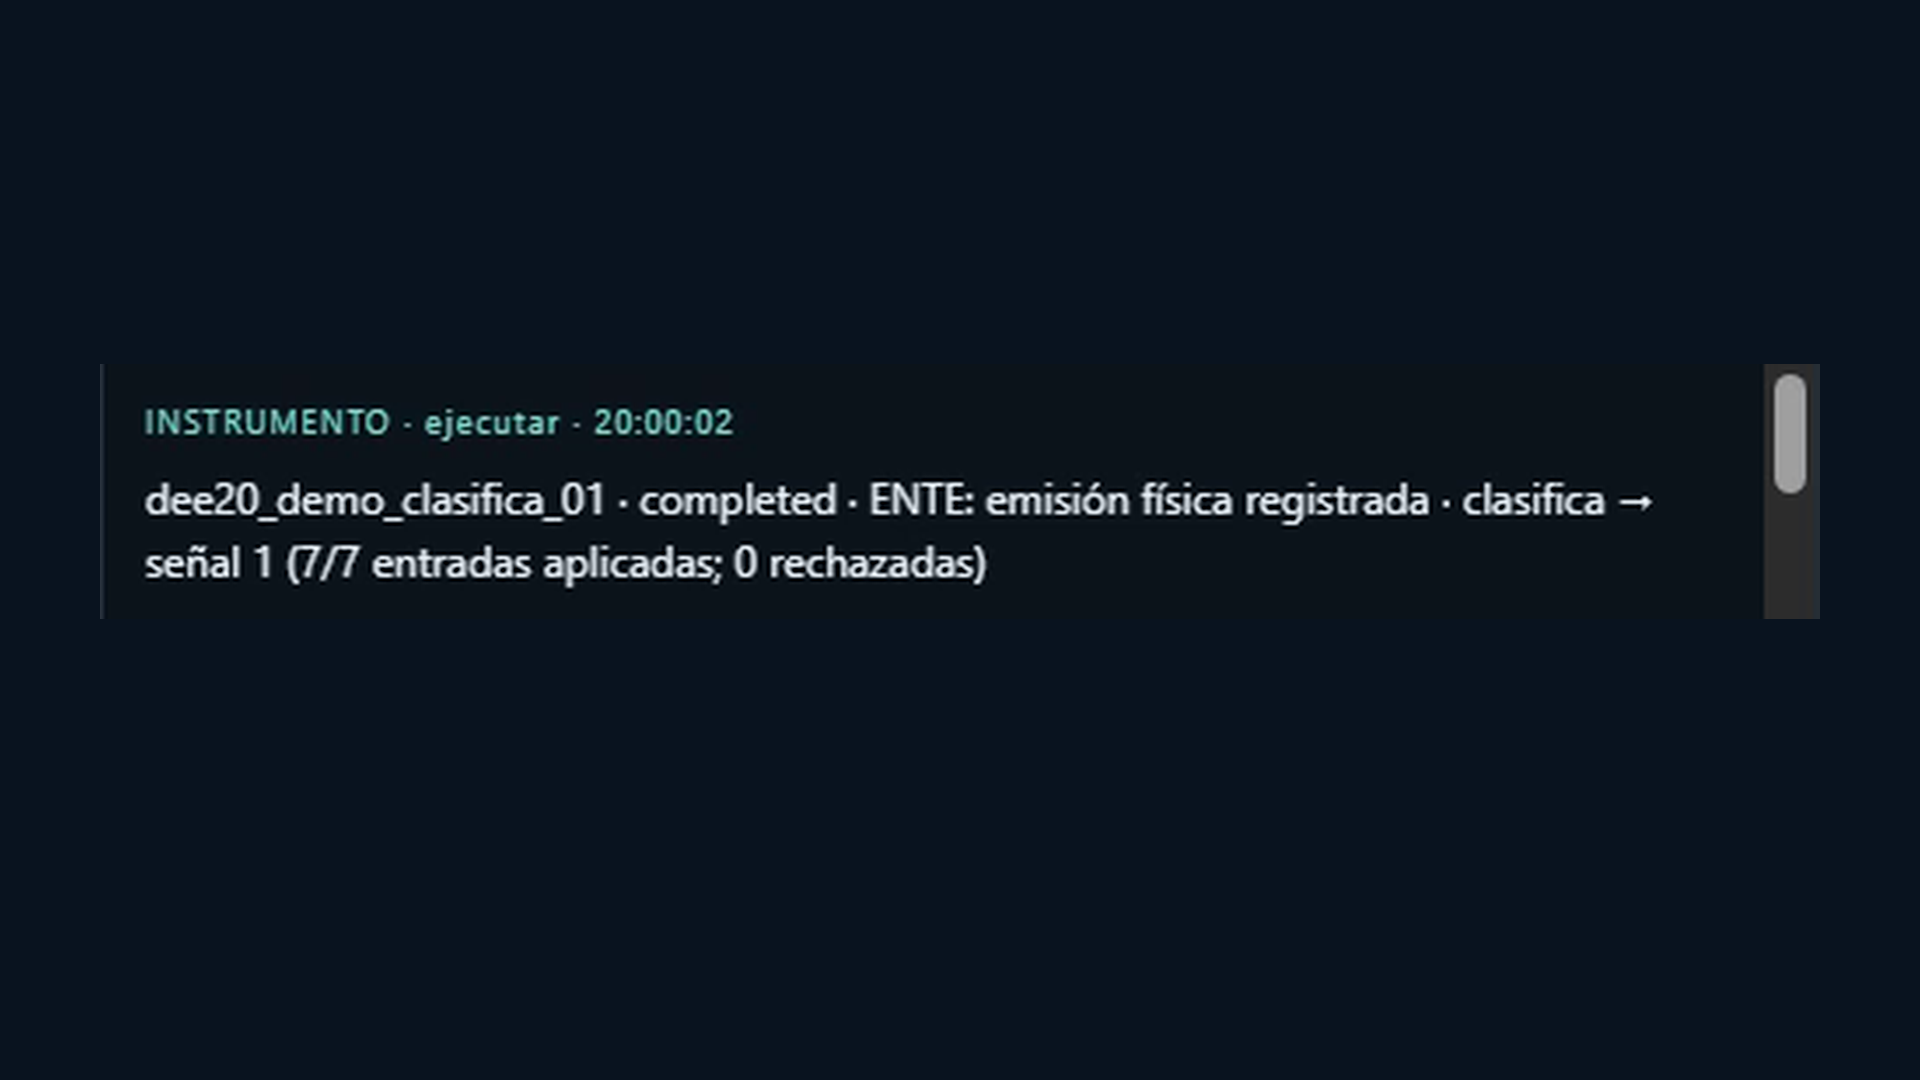 INSTRUMENTO · ejecutar · 20:00:02
dee20_demo_clasifica_01 · completed · ENTE: emisión física registrada · clasifica →
señal 1 (7/7 entradas aplicadas; 0 rechazadas)